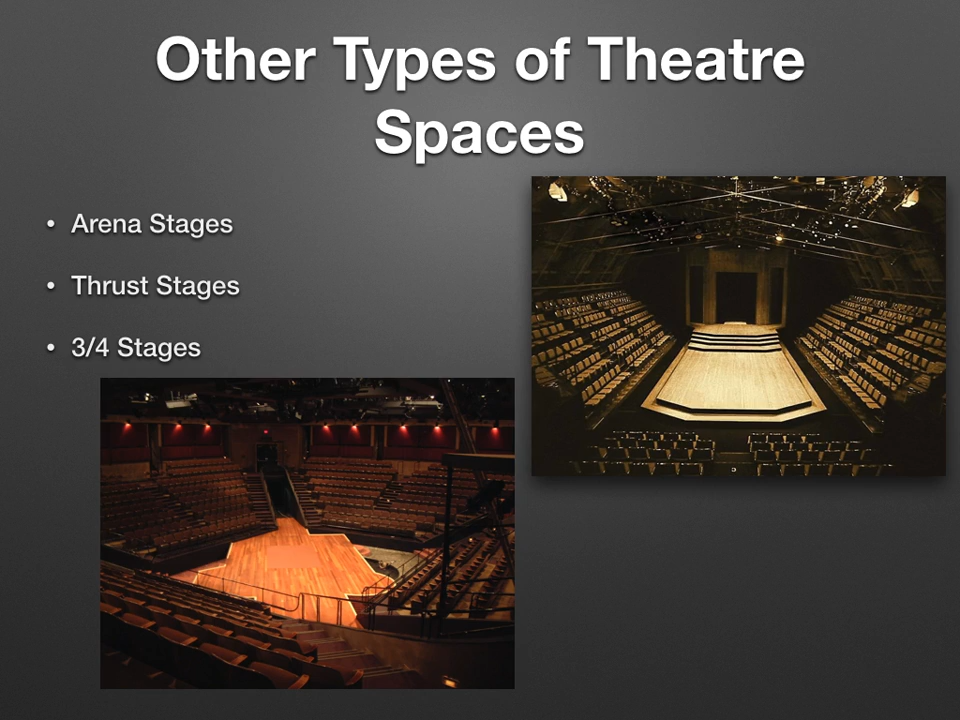 Other Types of Theatre
Spaces
• Arena Stages
• Thrust Stages
• 3/4 Stages